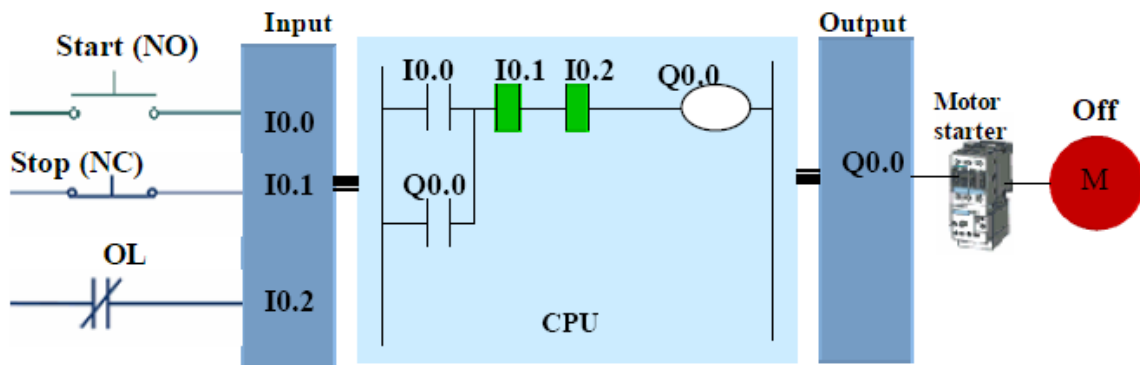 Input
Output
Start (NO)
I0.0
I0.1
I0.2
Q0.0
Motor
starter
Off
I0.0
Stop (NC)
I0.1
Q0.0
Q0.0
M
OL
I0.2
CPU